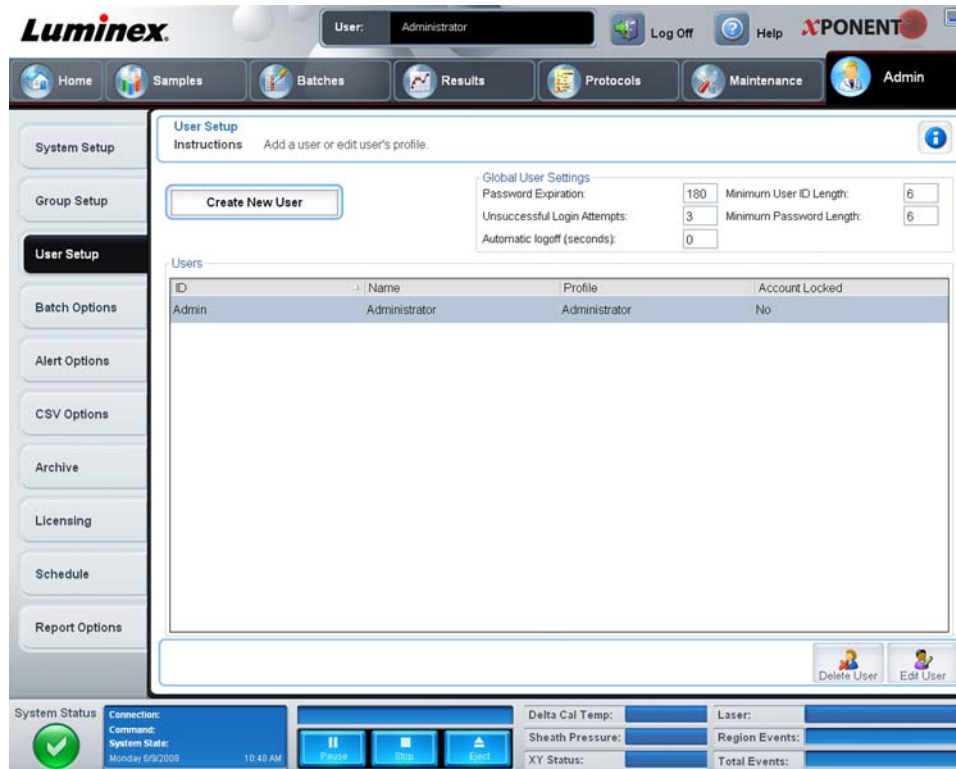 Luminex.
User: Administrator
Log Off
Help
xPONENT
Home
Samples
Batches
Results
Protocols
Maintenance
Admin
System Setup
Group Setup
User Setup
Batch Options
Alert Options
CSV Options
Archive
Licensing
Schedule
Report Options
User Setup
Instructions Add a user or edit user's profile.
Create New User
Global User Settings
Password Expiration: 180 Minimum User ID Length: 6
Unsuccessful Login Attempts: 3 Minimum Password Length: 6
Automatic logoff (seconds): 0
Users
ID Name Profile Account Locked
Admin Administrator Administrator No
Delete User
Edit User
System Status
Connection:
Command:
System State:
Monday 6/9/2008 10:48 AM
Pause
Stop
Eject
Delta Cal Temp:
Sheath Pressure:
XY Status:
Laser:
Region Events:
Total Events: